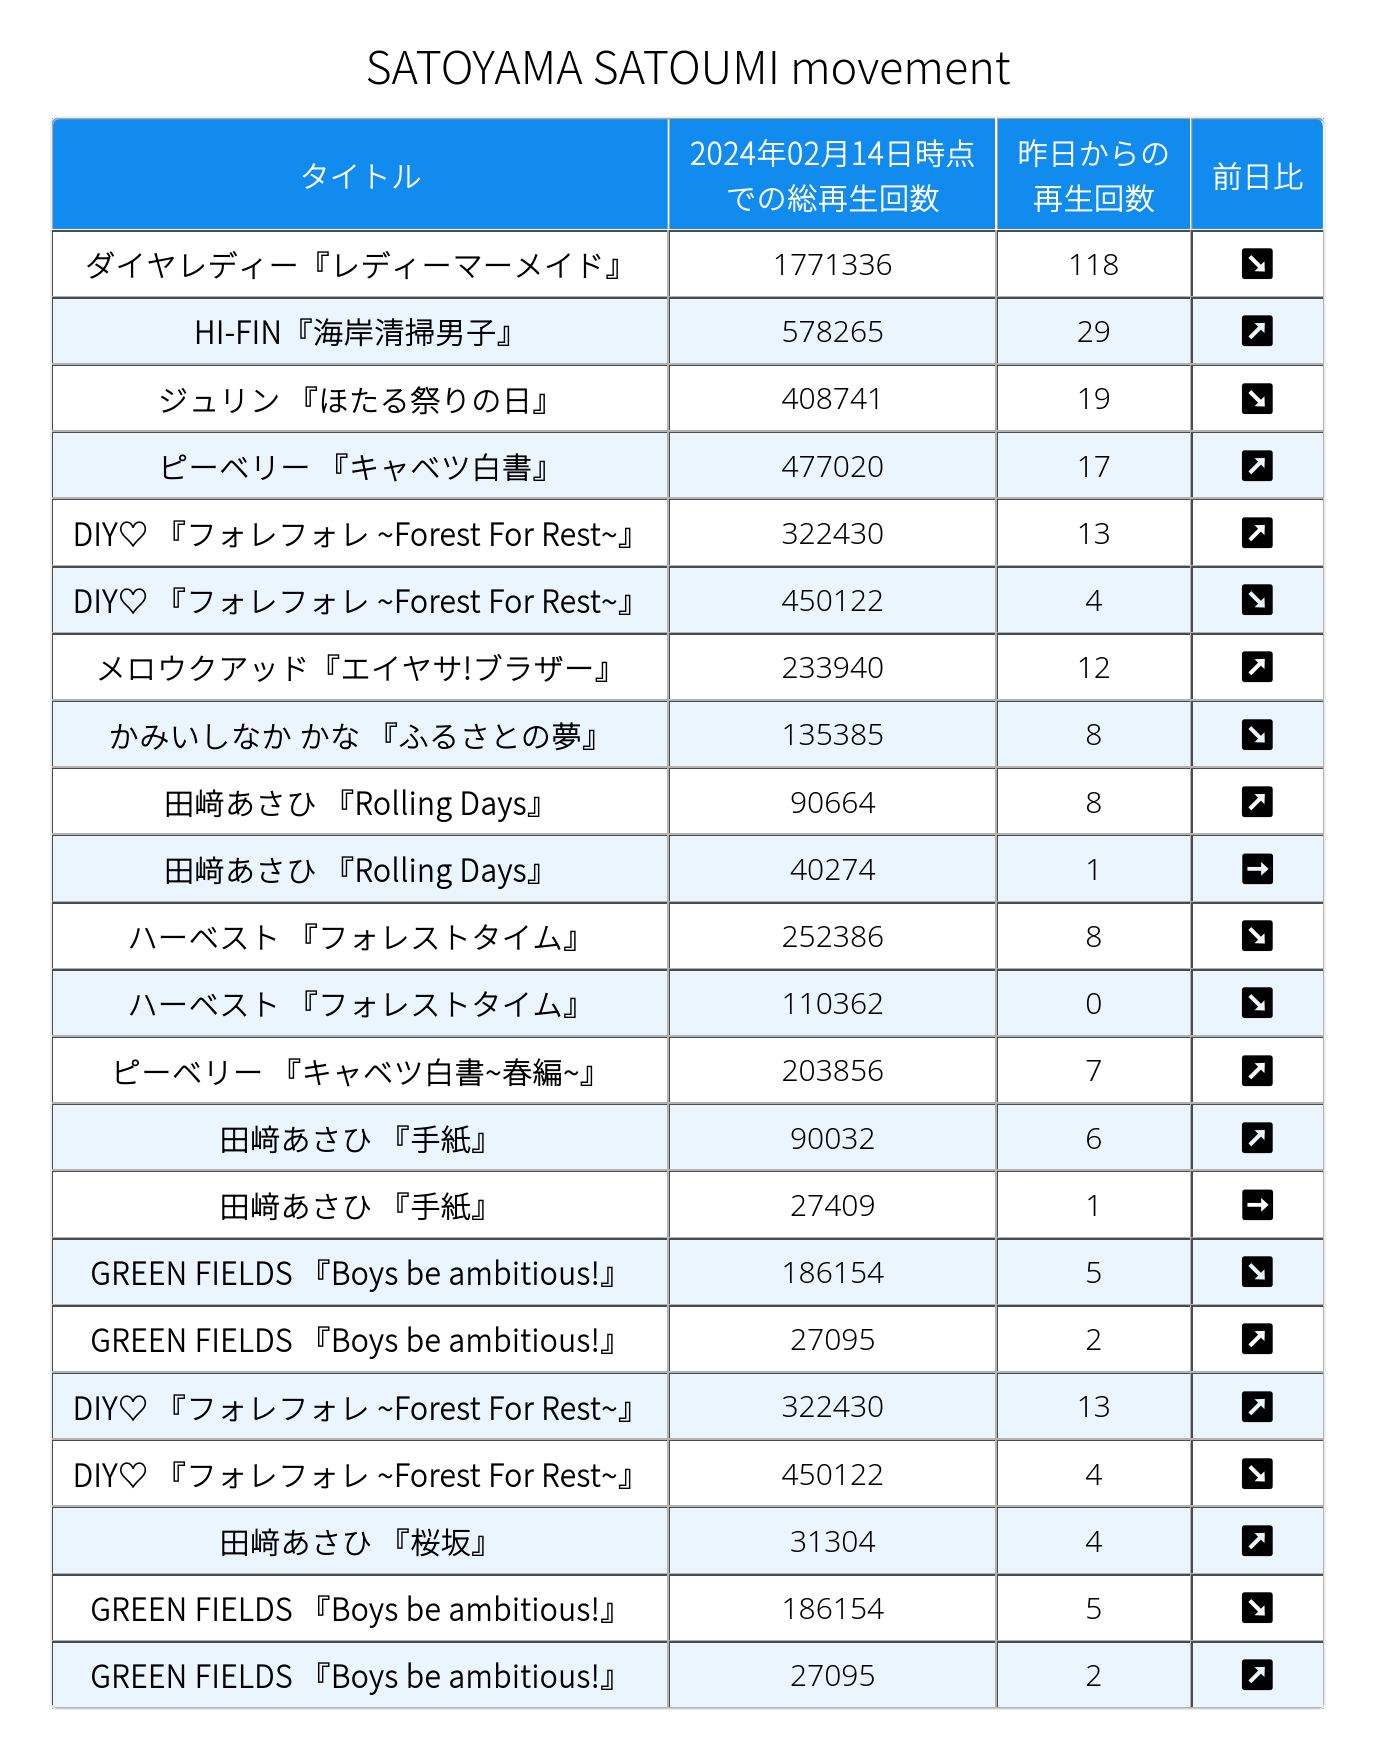 SATOYAMA SATOUMI movement
タイトル 2024年02月14日時点での総再生回数 昨日からの再生回数 前日比
ダイヤレディー『レディーマーメイド』 1771336 118 ↘
HI-FIN『海岸清掃男子』 578265 29 ↗
ジュリン 『ほたる祭りの日』 408741 19 ↘
ピーベリー 『キャベツ白書』 477020 17 ↗
DIY♡ 『フォレフォレ ~Forest For Rest~』 322430 13 ↗
DIY♡ 『フォレフォレ ~Forest For Rest~』 450122 4 ↘
メロウクアッド『エイヤサ!ブラザー』 233940 12 ↗
かみいしなか かな 『ふるさとの夢』 135385 8 ↘
田﨑あさひ 『Rolling Days』 90664 8 ↗
田﨑あさひ 『Rolling Days』 40274 1 →
ハーベスト 『フォレストタイム』 252386 8 ↘
ハーベスト 『フォレストタイム』 110362 0 ↘
ピーベリー 『キャベツ白書~春編~』 203856 7 ↗
田﨑あさひ 『手紙』 90032 6 ↗
田﨑あさひ 『手紙』 27409 1 →
GREEN FIELDS 『Boys be ambitious!』 186154 5 ↘
GREEN FIELDS 『Boys be ambitious!』 27095 2 ↗
DIY♡ 『フォレフォレ ~Forest For Rest~』 322430 13 ↗
DIY♡ 『フォレフォレ ~Forest For Rest~』 450122 4 ↘
田﨑あさひ 『桜坂』 31304 4 ↗
GREEN FIELDS 『Boys be ambitious!』 186154 5 ↘
GREEN FIELDS 『Boys be ambitious!』 27095 2 ↗